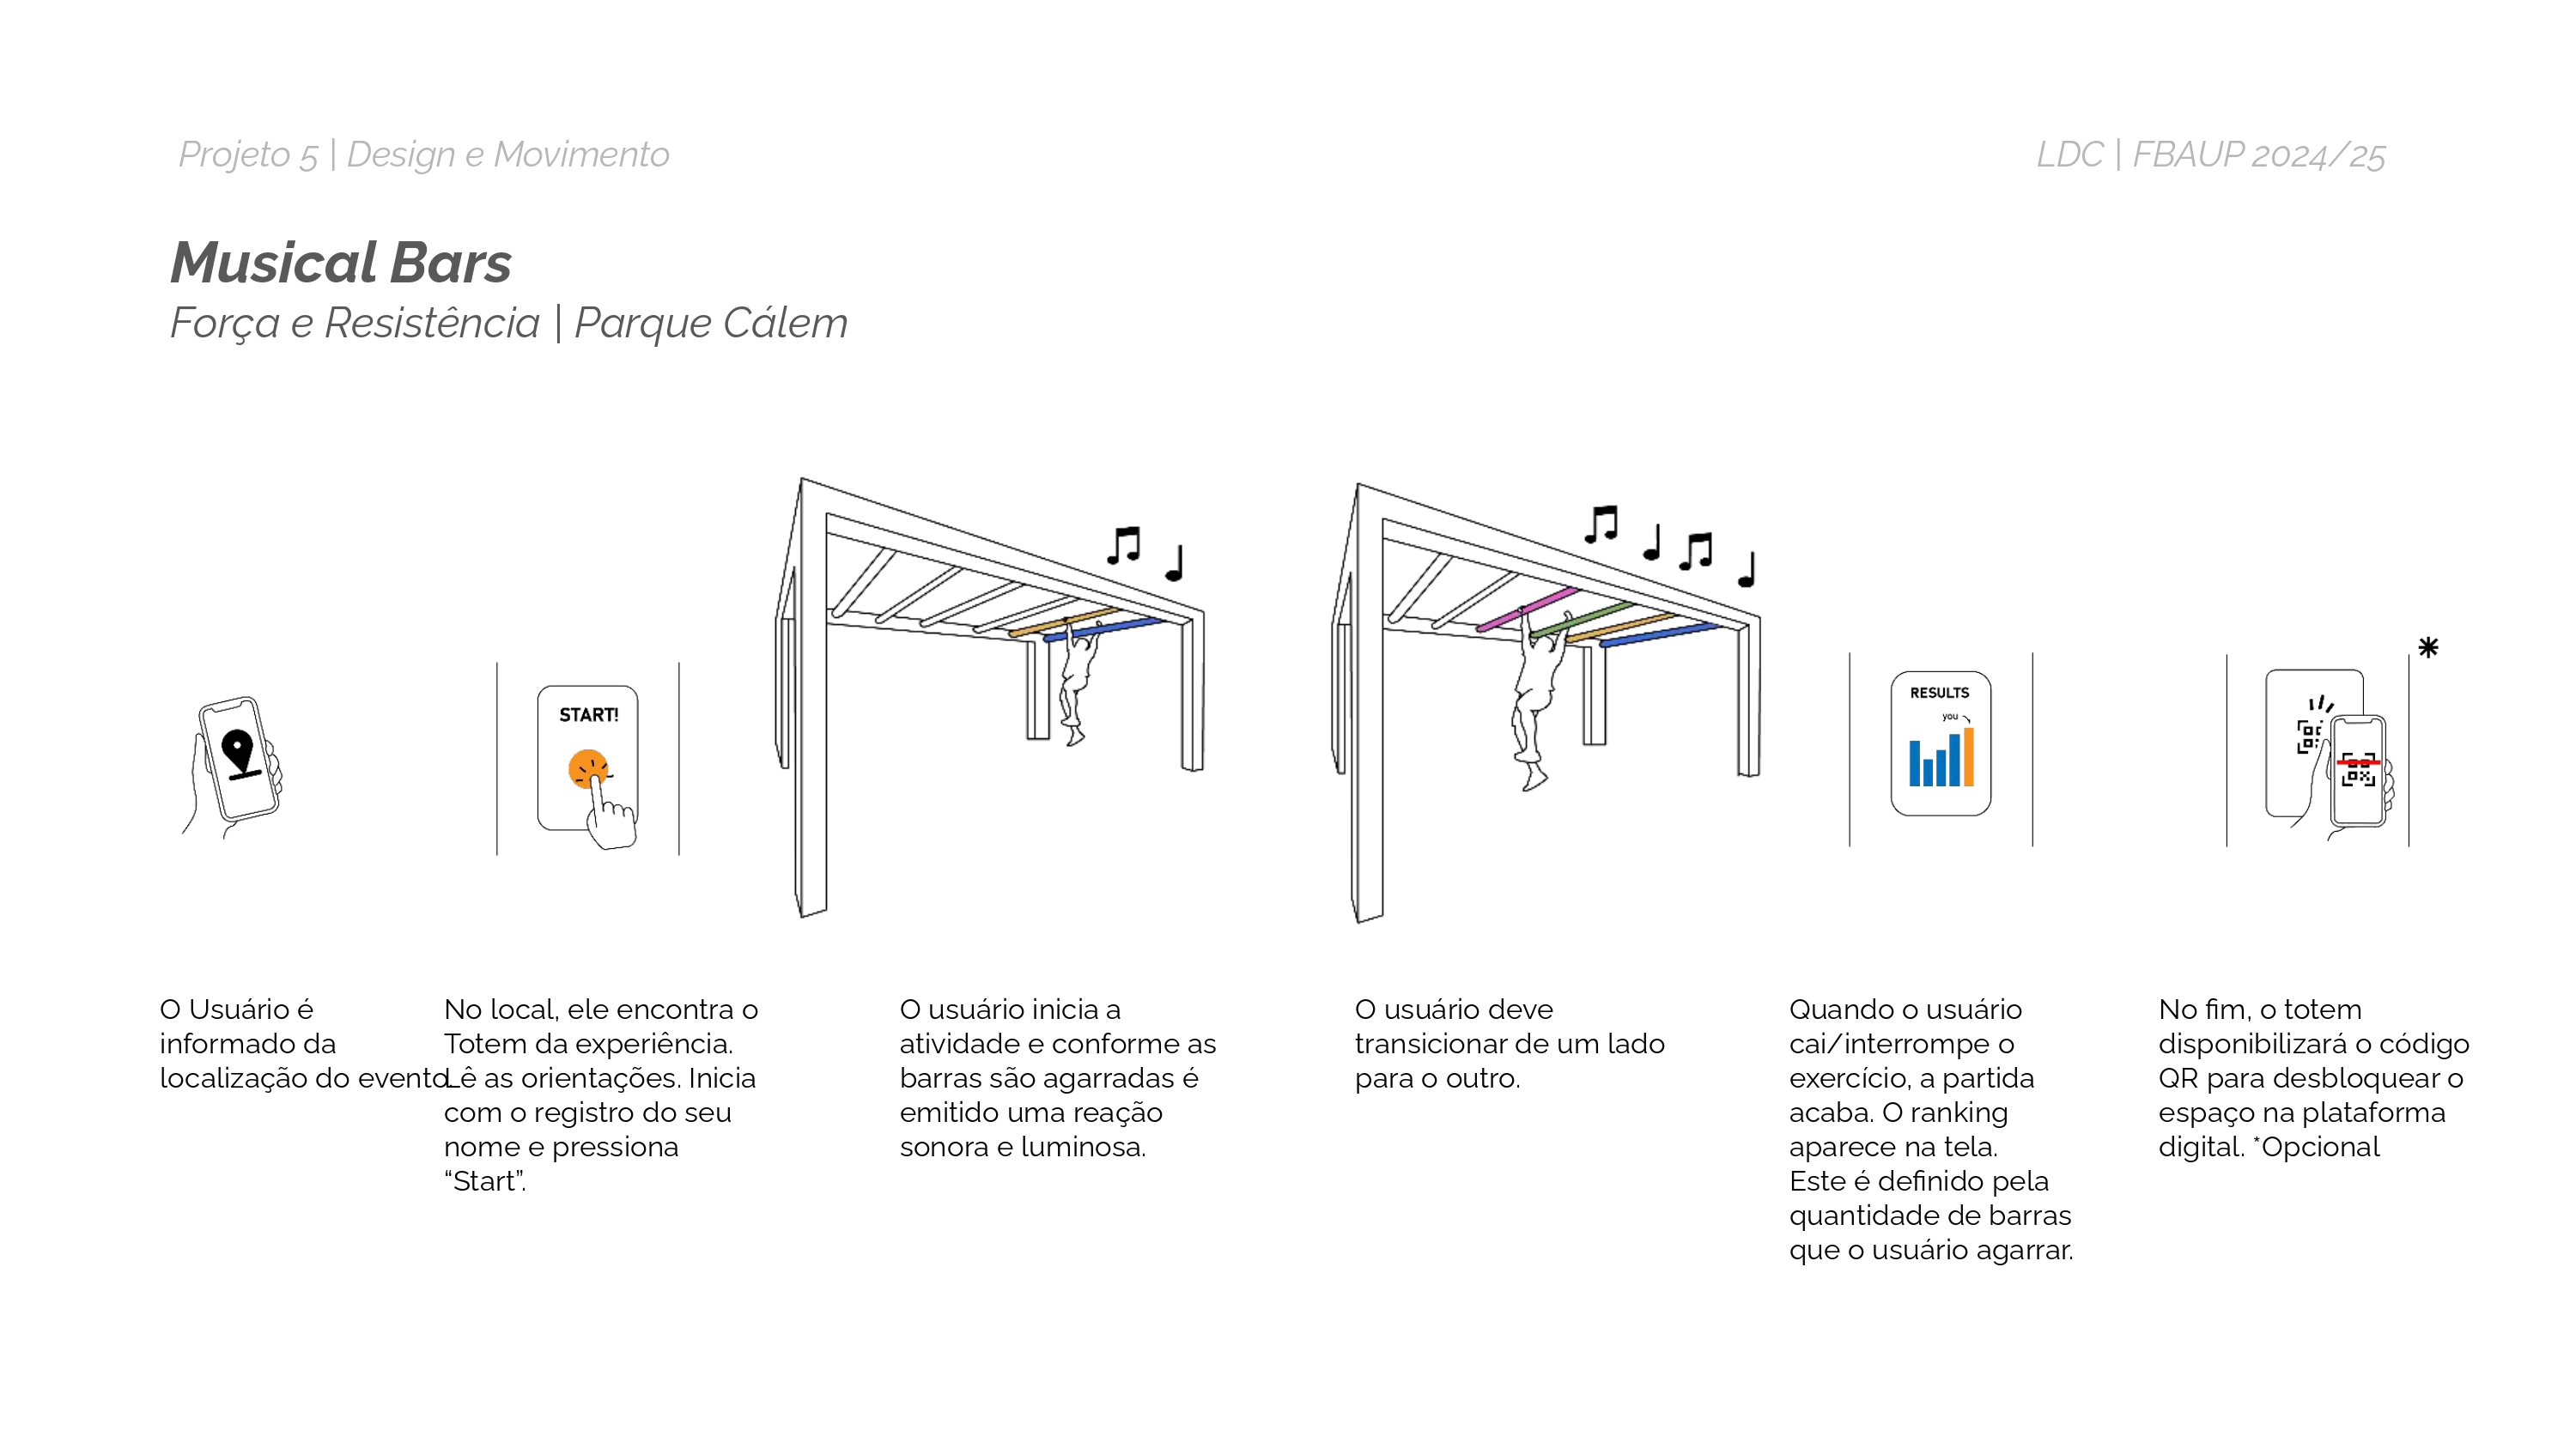 Projeto 5 | Design e Movimento
LDC | FBAUP 2024/25
Musical Bars
Força e Resistência | Parque Cálem
START!
RESULTS
you
O Usuário é
informado da
localização do evento.
No local, ele encontra o
Totem da experiência.
Lê as orientações. Inicia
com o registro do seu
nome e pressiona
“Start”.
O usuário inicia a
atividade e conforme as
barras são agarradas é
emitido uma reação
sonora e luminosa.
O usuário deve
transicionar de um lado
para o outro.
Quando o usuário
cai/interrompe o
exercício, a partida
acaba. O ranking
aparece na tela.
Este é definido pela
quantidade de barras
que o usuário agarrar.
No fim, o totem
disponibilizará o código
QR para desbloquear o
espaço na plataforma
digital. *Opcional